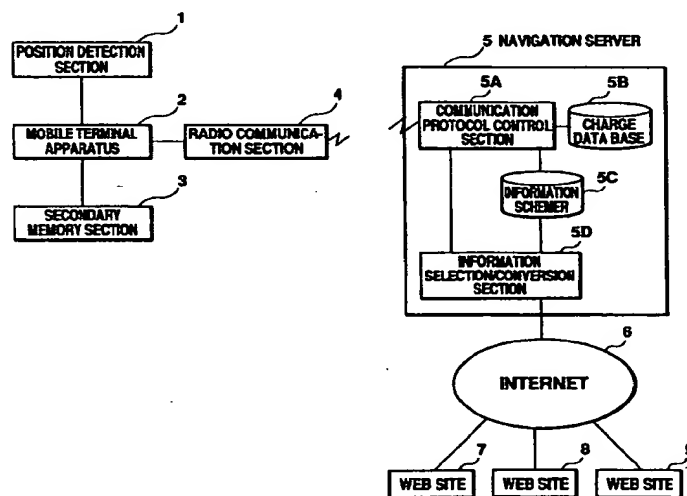 1
POSITION DETECTION
SECTION
2
MOBILE TERMINAL
APPARATUS
4
RADIO COMMUNICA-
TION SECTION
3
SECONDARY
MEMORY SECTION
5 NAVIGATION SERVER
5A
COMMUNICATION
PROTOCOL CONTROL
SECTION
5B
CHARGE
DATA BASE
5C
INFORMATION
SCHEMER
5D
INFORMATION
SELECTION/CONVERSION
SECTION
6
INTERNET
7
WEB SITE
8
WEB SITE
9
WEB SITE